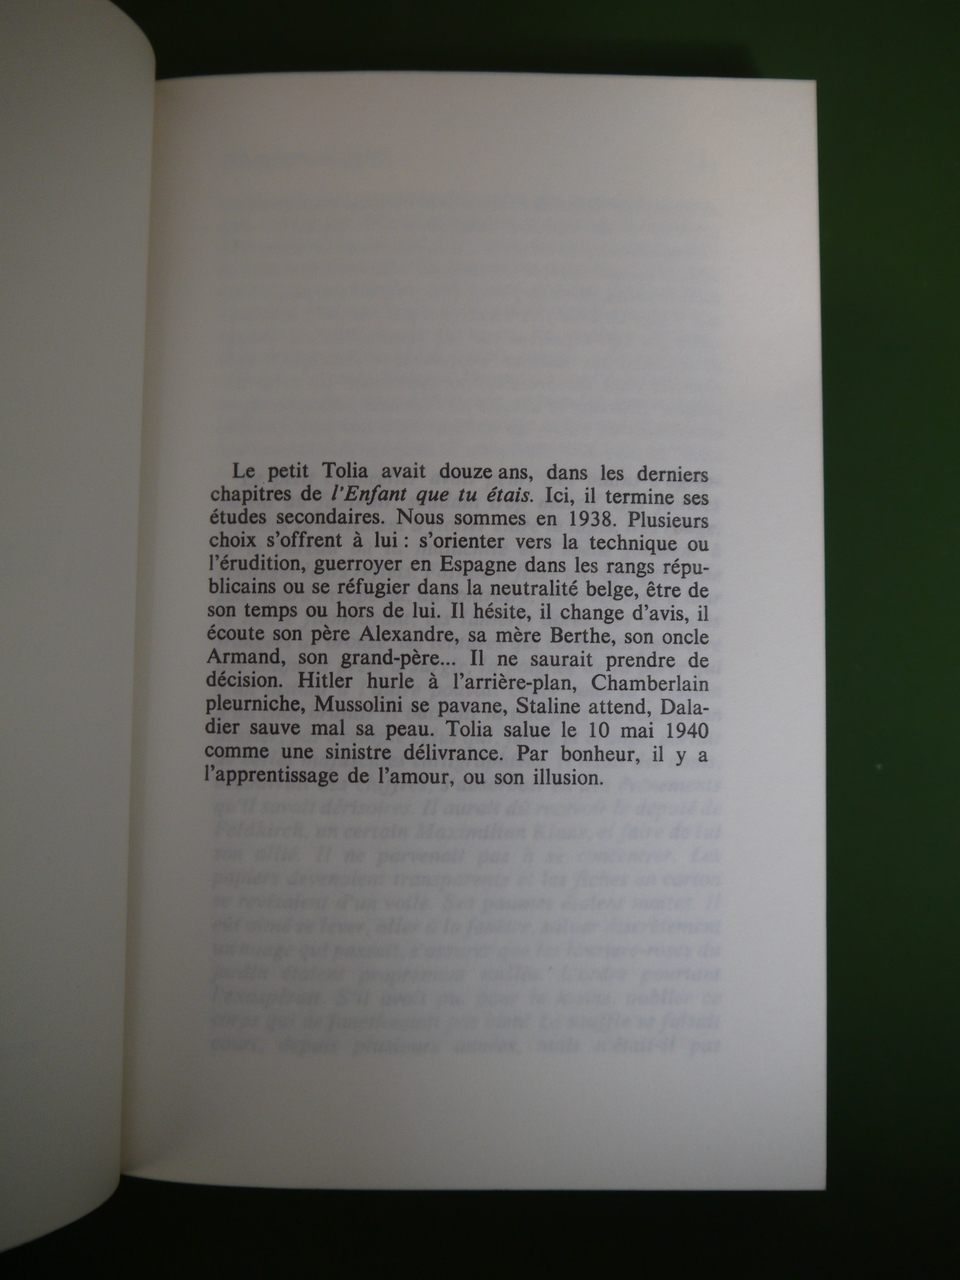 Le petit Tolia avait douze ans, dans les derniers
chapitres de l'Enfant que tu étais. Ici, il termine ses
études secondaires. Nous sommes en 1938. Plusieurs
choix s'offrent à lui : s'orienter vers la technique ou
l'érudition, guerroyer en Espagne dans les rangs répu-
blicains ou se réfugier dans la neutralité belge, être de
son temps ou hors de lui. Il hésite, il change d'avis, il
écoute son père Alexandre, sa mère Berthe, son oncle
Armand, son grand-père... Il ne saurait prendre de
décision. Hitler hurle à l'arrière-plan, Chamberlain
pleurniche, Mussolini se pavane, Staline attend, Dala-
dier sauve mal sa peau. Tolia salue le 10 mai 1940
comme une sinistre délivrance. Par bonheur, il y a
l'apprentissage de l'amour, ou son illusion.